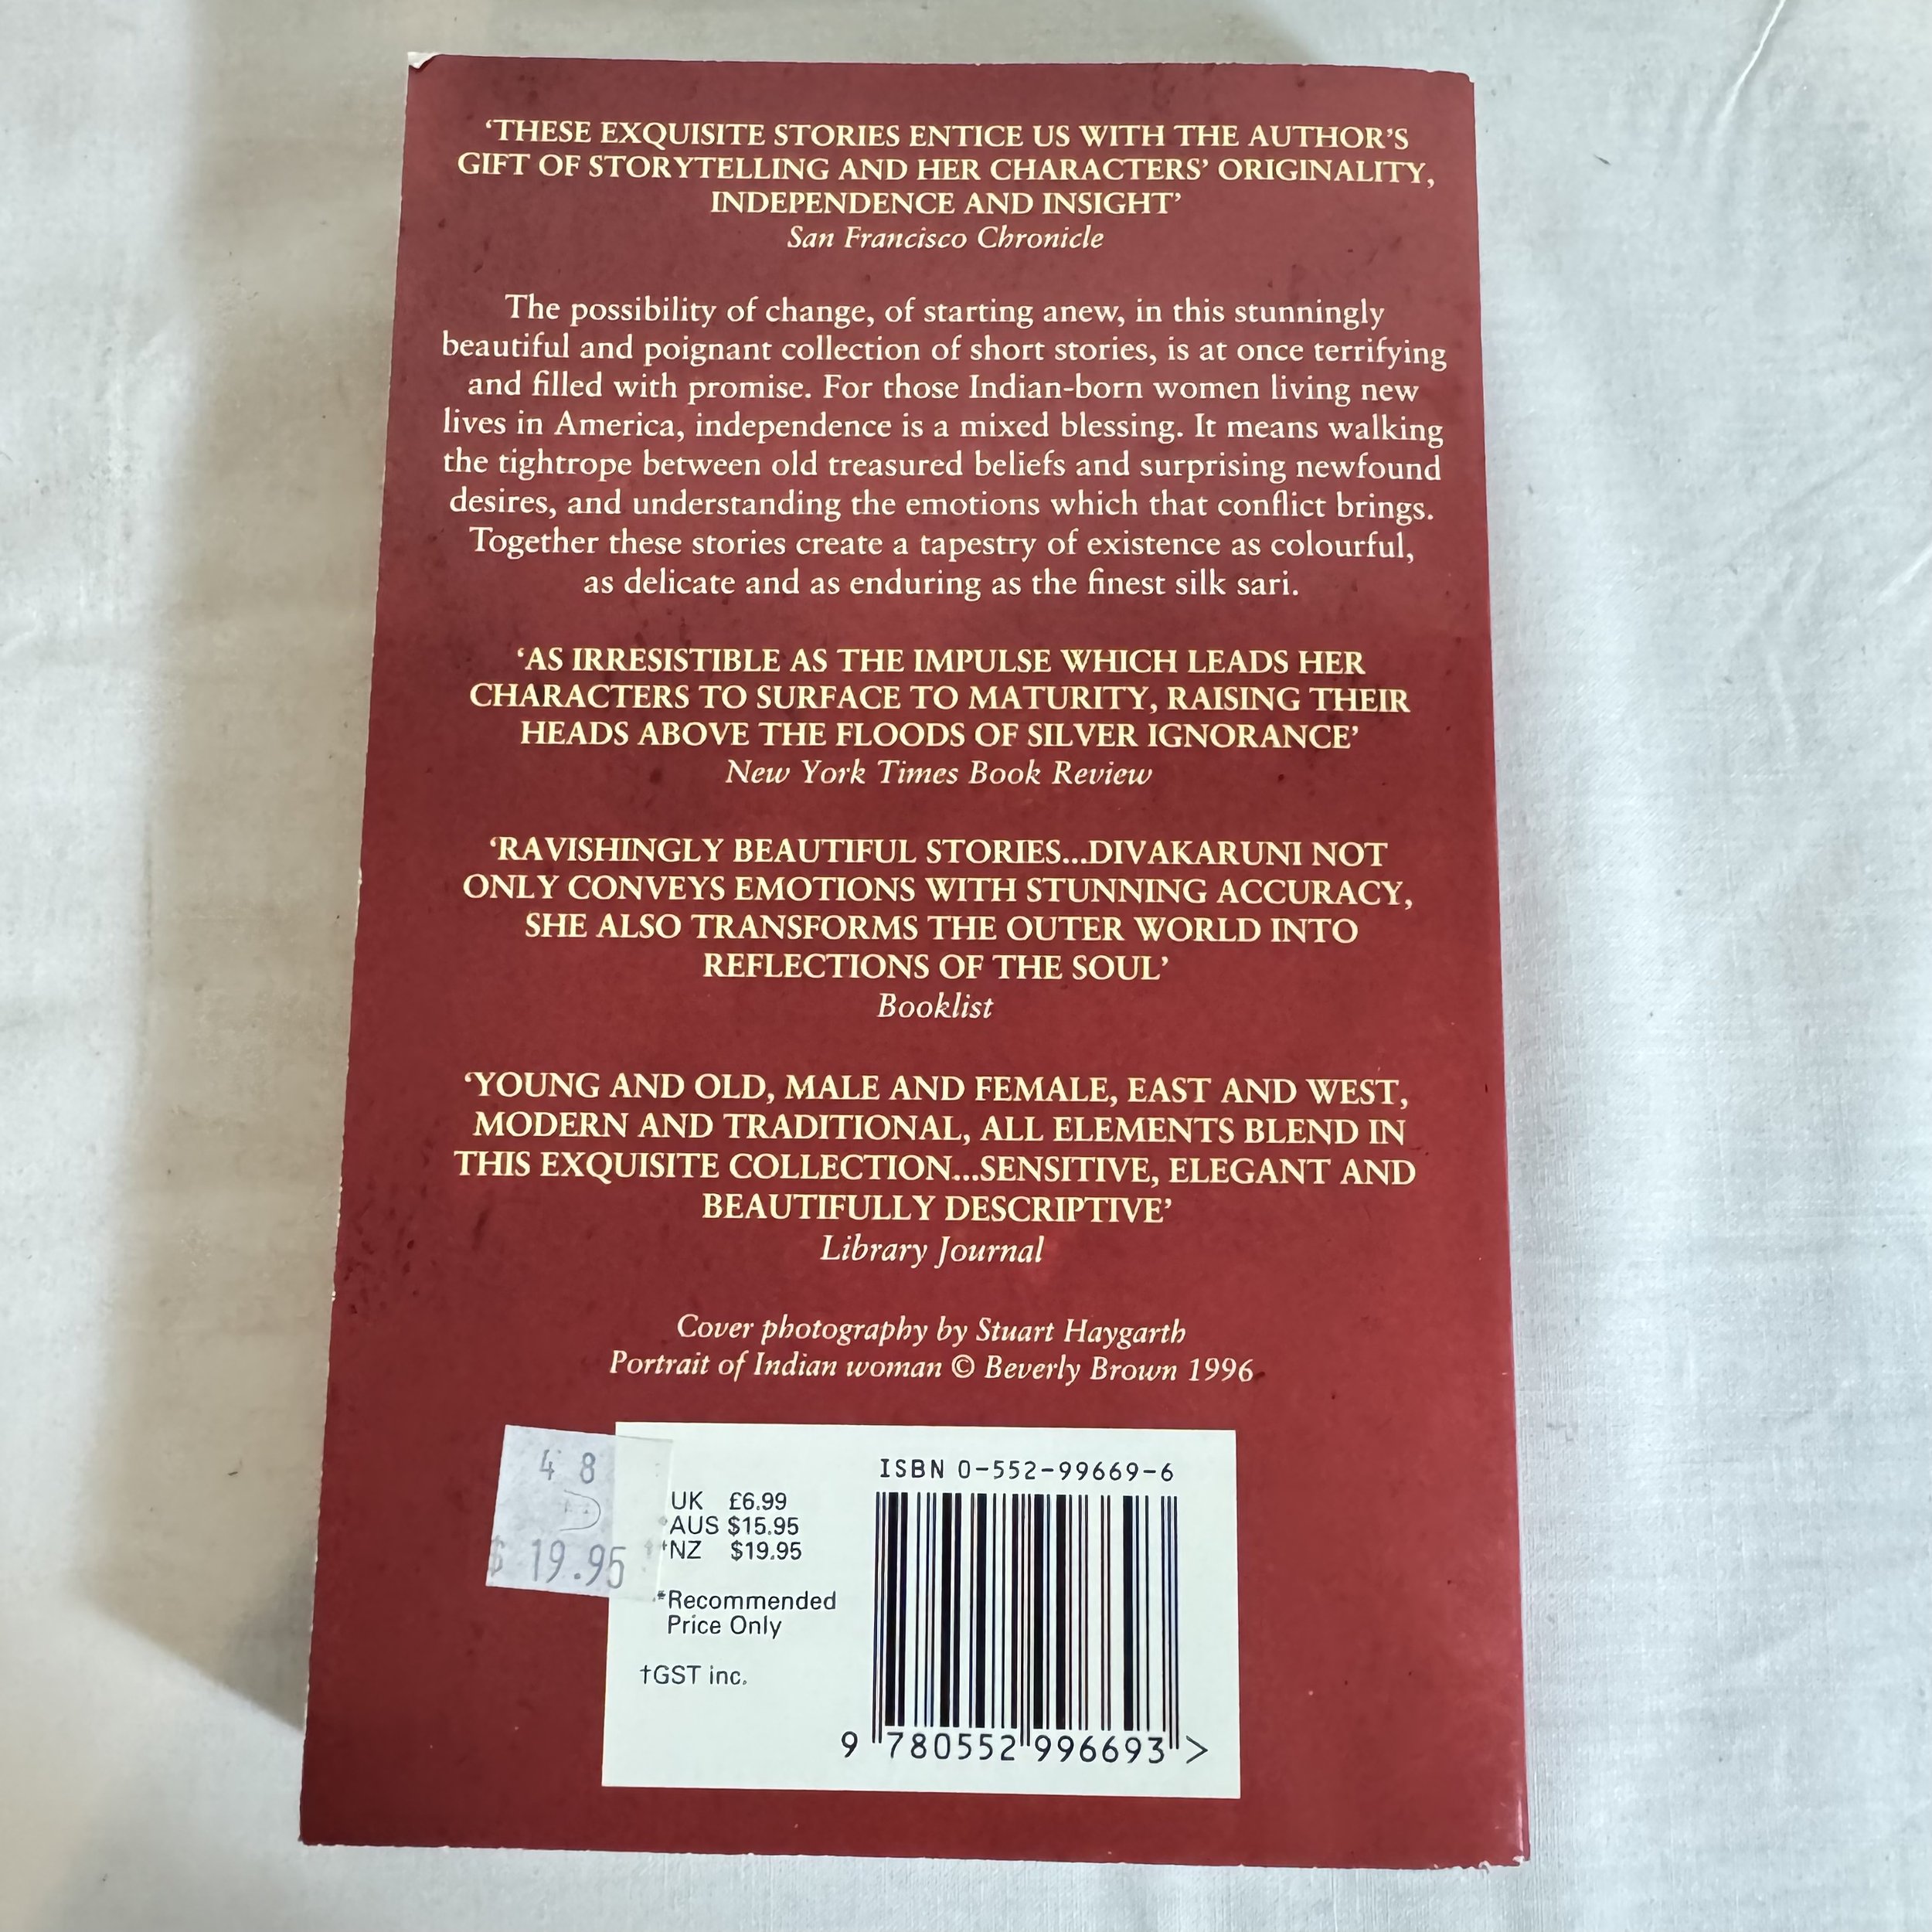 ‘THESE EXQUISITE STORIES ENTICE US WITH THE AUTHOR’S
GIFT OF STORYTELLING AND HER CHARACTERS’ ORIGINALITY,
INDEPENDENCE AND INSIGHT’
San Francisco Chronicle
The possibility of change, of starting anew, in this stunningly
beautiful and poignant collection of short stories, is at once terrifying
and filled with promise. For those Indian-born women living new
lives in America, independence is a mixed blessing. It means walking
the tightrope between old treasured beliefs and surprising newfound
desires, and understanding the emotions which that conflict brings.
Together these stories create a tapestry of existence as colourful,
as delicate and as enduring as the finest silk sari.
‘AS IRRESISTIBLE AS THE IMPULSE WHICH LEADS HER
CHARACTERS TO SURFACE TO MATURITY, RAISING THEIR
HEADS ABOVE THE FLOODS OF SILVER IGNORANCE’
New York Times Book Review
‘RAVISHINGLY BEAUTIFUL STORIES...DIVAKARUNI NOT
ONLY CONVEYS EMOTIONS WITH STUNNING ACCURACY,
SHE ALSO TRANSFORMS THE OUTER WORLD INTO
REFLECTIONS OF THE SOUL’
Booklist
‘YOUNG AND OLD, MALE AND FEMALE, EAST AND WEST,
MODERN AND TRADITIONAL, ALL ELEMENTS BLEND IN
THIS EXQUISITE COLLECTION...SENSITIVE, ELEGANT AND
BEAUTIFULLY DESCRIPTIVE’
Library Journal
Cover photography by Stuart Haygarth
Portrait of Indian woman © Beverly Brown 1996
4 8
$ 19.95
UK £6.99
*AUS $15.95
†NZ $19.95
*Recommended
Price Only
†GST inc.
ISBN 0-552-99669-6
9 780552 996693 >